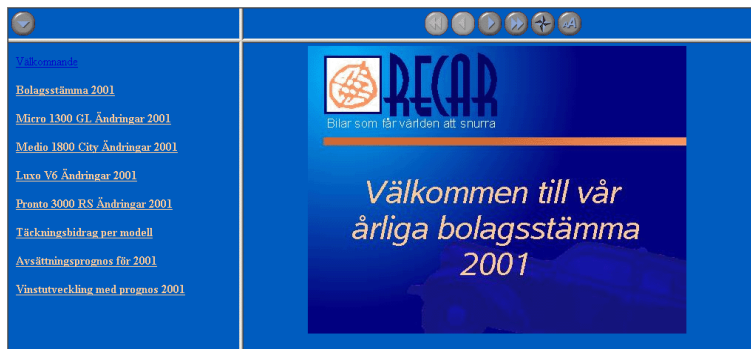 Välkomnande
Bolagsstämma 2001
Micro 1300 GL Ändringar 2001
Medio 1800 City Ändringar 2001
Luxo V6 Ändringar 2001
Pronto 3000 RS Ändringar 2001
Täckningsbidrag per modell
Avsättningsprognos för 2001
Vinstutveckling med prognos 2001
AA
RECAR
Bilar som får världen att snurra
Välkommen till vår
årliga bolagsstämma
2001